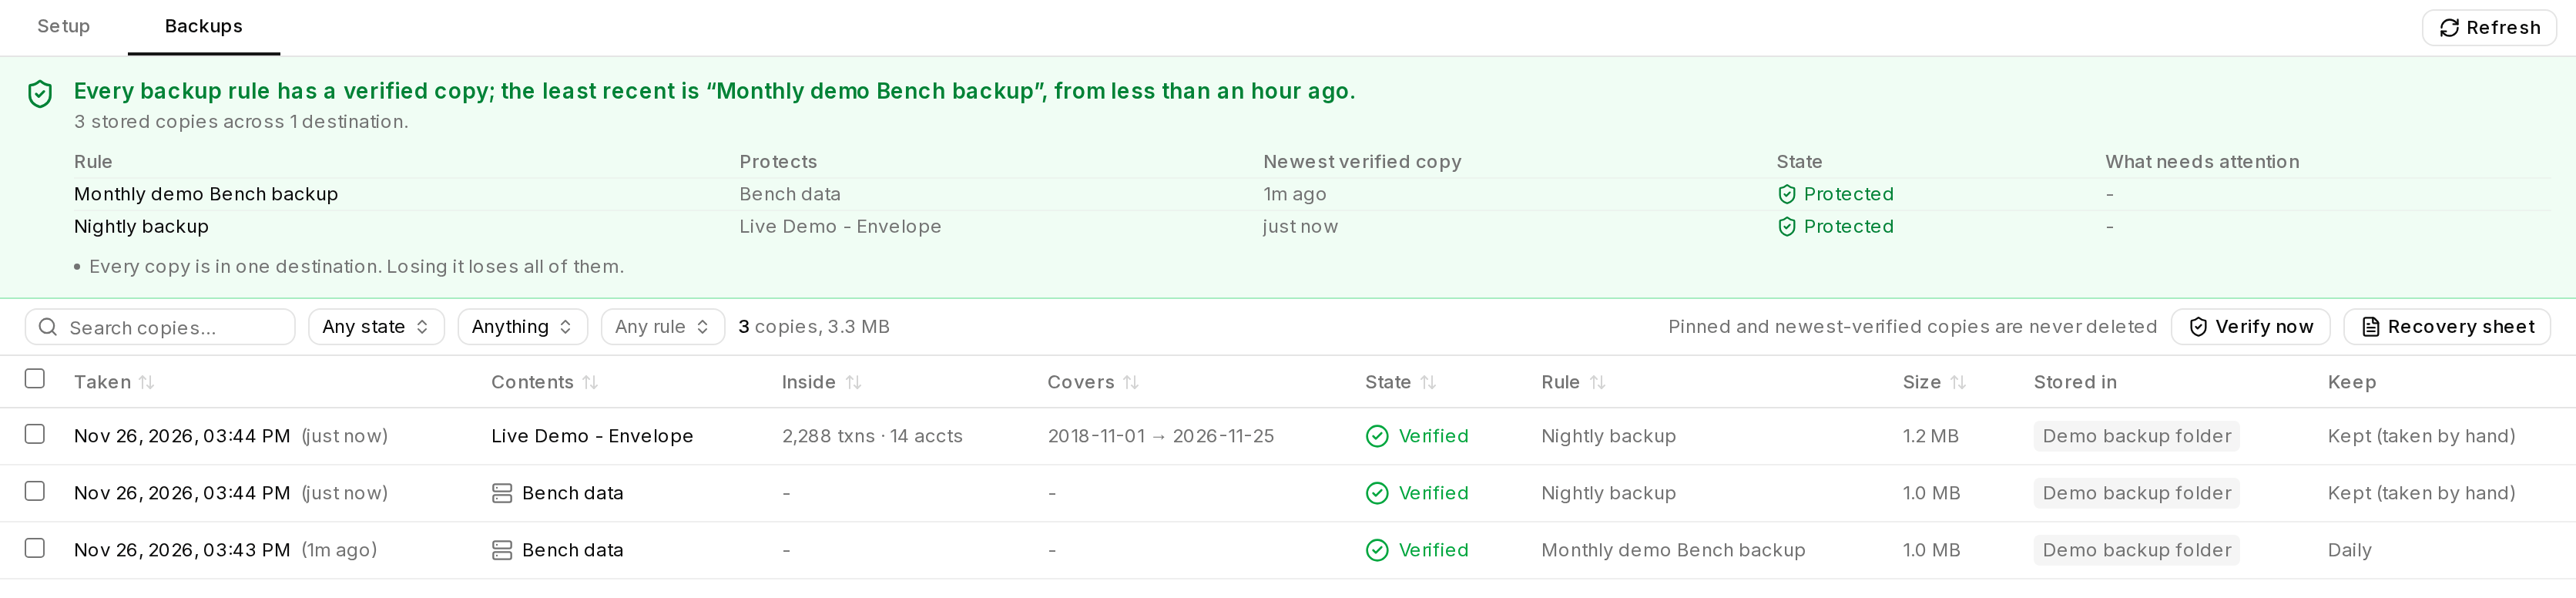 Setup Backups Refresh
Every backup rule has a verified copy; the least recent is “Monthly demo Bench backup”, from less than an hour ago.
3 stored copies across 1 destination.
Rule Protects Newest verified copy State What needs attention
Monthly demo Bench backup Bench data 1m ago Protected -
Nightly backup Live Demo - Envelope just now Protected -
• Every copy is in one destination. Losing it loses all of them.
Search copies... Any state Anything Any rule 3 copies, 3.3 MB Pinned and newest-verified copies are never deleted Verify now Recovery sheet
Taken Contents Inside Covers State Rule Size Stored in Keep
Nov 26, 2026, 03:44 PM (just now) Live Demo - Envelope 2,288 txns · 14 accts 2018-11-01 → 2026-11-25 Verified Nightly backup 1.2 MB Demo backup folder Kept (taken by hand)
Nov 26, 2026, 03:44 PM (just now) Bench data - - Verified Nightly backup 1.0 MB Demo backup folder Kept (taken by hand)
Nov 26, 2026, 03:43 PM (1m ago) Bench data - - Verified Monthly demo Bench backup 1.0 MB Demo backup folder Daily